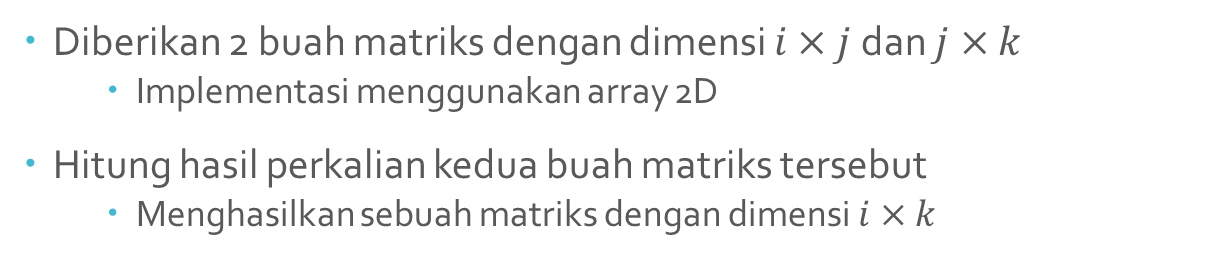 • Diberikan 2 buah matriks dengan dimensi i × j dan j × k
• Implementasi menggunakan array 2D
• Hitung hasil perkalian kedua buah matriks tersebut
• Menghasilkan sebuah matriks dengan dimensi i × k